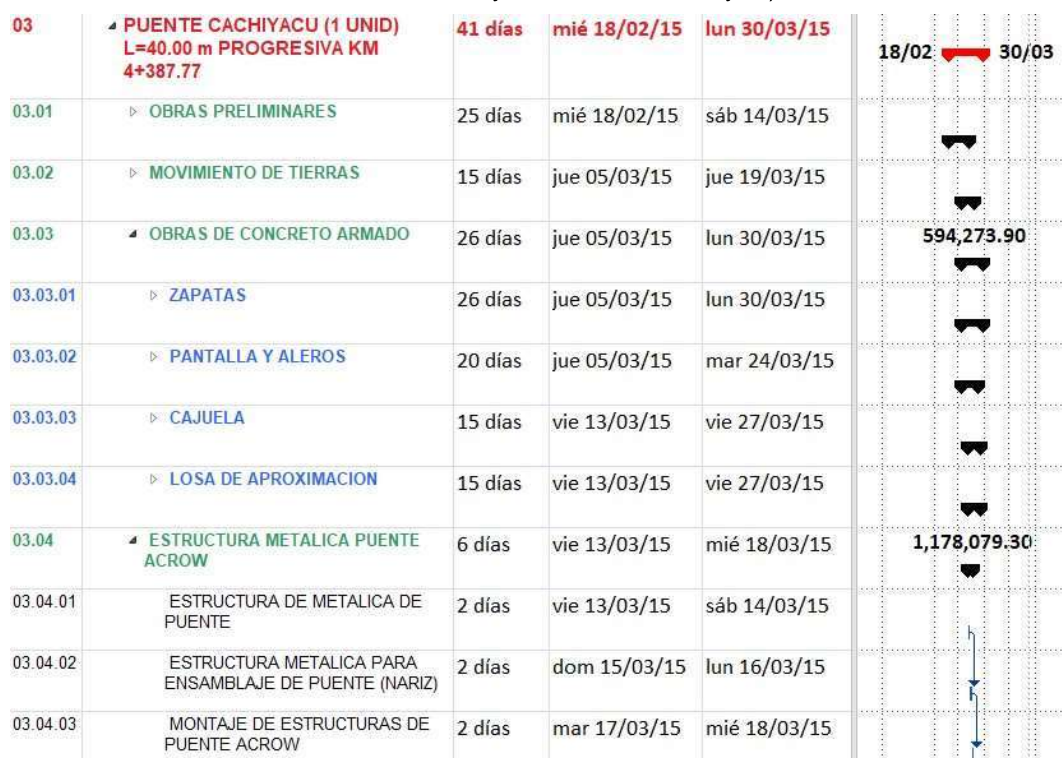 03 PUENTE CACHIYACU (1 UNID) 41 días mié 18/02/15 lun 30/03/15
L=40.00 m PROGRESIVA KM 18/02 30/03
4+387.77
03.01 OBRAS PRELIMINARES 25 días mié 18/02/15 sáb 14/03/15
03.02 MOVIMIENTO DE TIERRAS 15 días jue 05/03/15 jue 19/03/15
03.03 OBRAS DE CONCRETO ARMADO 26 días jue 05/03/15 lun 30/03/15 594,273.90
03.03.01 ZAPATAS 26 días jue 05/03/15 lun 30/03/15
03.03.02 PANTALLA Y ALEROS 20 días jue 05/03/15 mar 24/03/15
03.03.03 CAJUELA 15 días vie 13/03/15 vie 27/03/15
03.03.04 LOSA DE APROXIMACION 15 días vie 13/03/15 vie 27/03/15
03.04 ESTRUCTURA METALICA PUENTE 6 días vie 13/03/15 mié 18/03/15 1,178,079.30
ACROW
03.04.01 ESTRUCTURA DE METALICA DE 2 días vie 13/03/15 sáb 14/03/15
PUENTE
03.04.02 ESTRUCTURA METALICA PARA 2 días dom 15/03/15 lun 16/03/15
ENSAMBLAJE DE PUENTE (NARIZ)
03.04.03 MONTAJE DE ESTRUCTURAS DE 2 días mar 17/03/15 mié 18/03/15
PUENTE ACROW